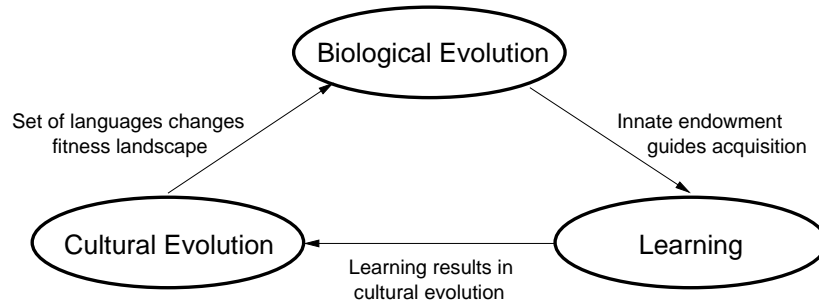 Biological Evolution
Set of languages changes
fitness landscape
Innate endowment
guides acquisition
Cultural Evolution
Learning
Learning results in
cultural evolution